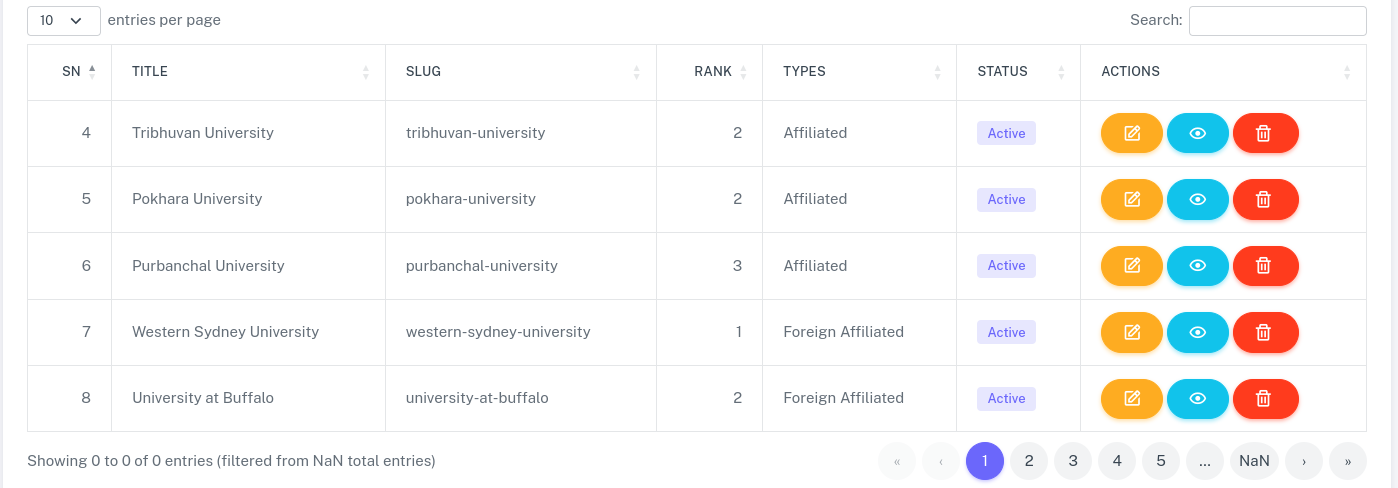 10 entries per page Search:
SN TITLE SLUG RANK TYPES STATUS ACTIONS
4 Tribhuvan University tribhuvan-university 2 Affiliated Active
5 Pokhara University pokhara-university 2 Affiliated Active
6 Purbanchal University purbanchal-university 3 Affiliated Active
7 Western Sydney University western-sydney-university 1 Foreign Affiliated Active
8 University at Buffalo university-at-buffalo 2 Foreign Affiliated Active
Showing 0 to 0 of 0 entries (filtered from NaN total entries) « ‹ 1 2 3 4 5 ... NaN › »